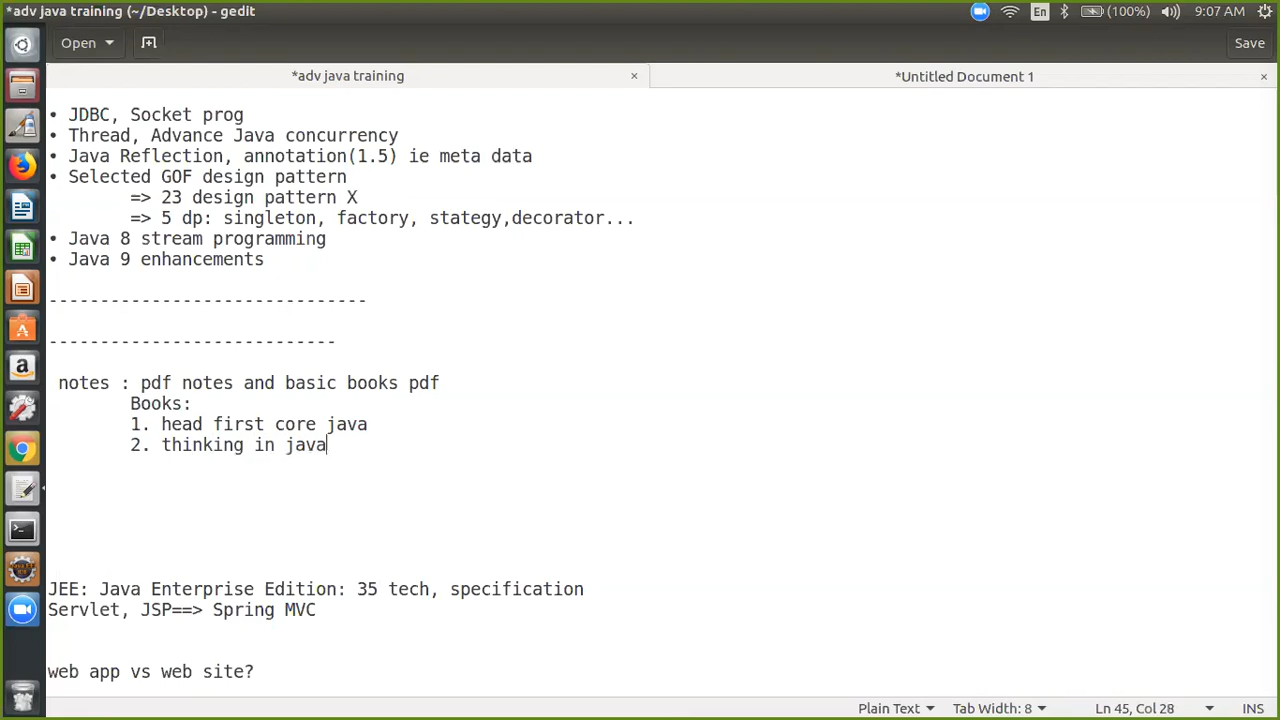 *adv java training (~/Desktop) - gedit
En (100%) 9:07 AM
Open Save
*adv java training × *Untitled Document 1 ×
• JDBC, Socket prog
• Thread, Advance Java concurrency
• Java Reflection, annotation(1.5) ie meta data
• Selected GOF design pattern
=> 23 design pattern X
=> 5 dp: singleton, factory, stategy,decorator...
• Java 8 stream programming
• Java 9 enhancements
-------------------------------
----------------------------
notes : pdf notes and basic books pdf
Books:
1. head first core java
2. thinking in java
JEE: Java Enterprise Edition: 35 tech, specification
Servlet, JSP==> Spring MVC
web app vs web site?
Plain Text Tab Width: 8 Ln 45, Col 28 INS